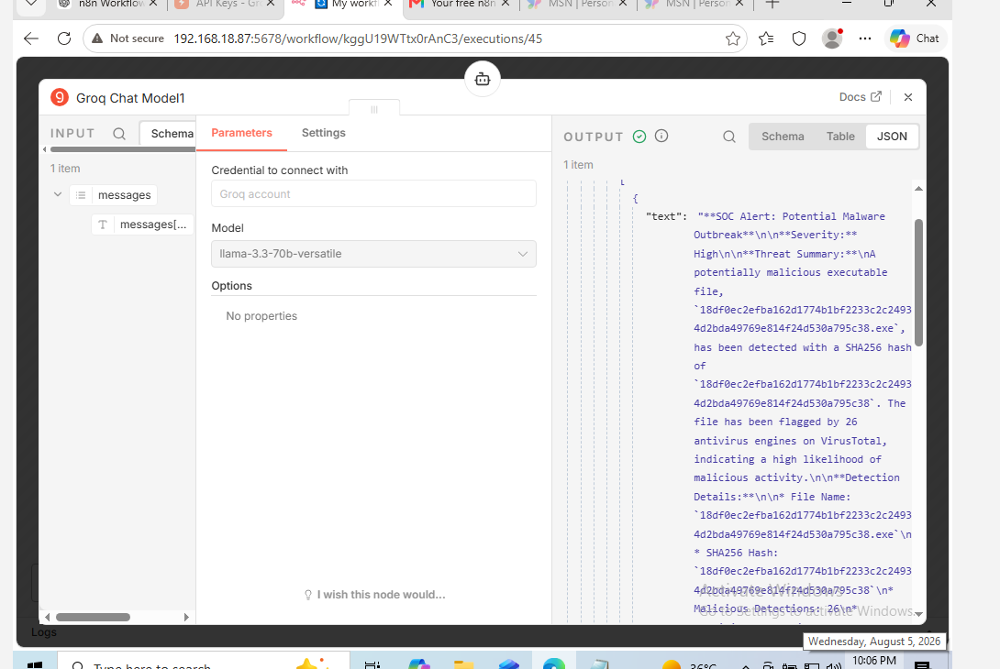 n8n Workflow
API Keys - Gr
My workf
Your free n8n
MSN | Person
MSN | Person
Not secure 192.168.18.87:5678/workflow/kggU19WTtx0rAnC3/executions/45
Chat
Groq Chat Model1
Docs
INPUT
Schema
Parameters
Settings
OUTPUT
Schema
Table
JSON
1 item
messages
messages[...
Credential to connect with
Groq account
Model
llama-3.3-70b-versatile
Options
No properties
I wish this node would...
1 item
[
{
"text": "**SOC Alert: Potential Malware
Outbreak**\n\n**Severity:**
High\n\n**Threat Summary:**\nA
potentially malicious executable
file,
`18df0ec2efba162d1774b1bf2233c2c2493
4d2bda49769e814f24d530a795c38.exe`,
has been detected with a SHA256 hash
of
`18df0ec2efba162d1774b1bf2233c2c2493
4d2bda49769e814f24d530a795c38`. The
file has been flagged by 26
antivirus engines on VirusTotal,
indicating a high likelihood of
malicious activity.\n\n**Detection
Details:**\n\n* File Name:
`18df0ec2efba162d1774b1bf2233c2c2493
4d2bda49769e814f24d530a795c38.exe`\n
* SHA256 Hash:
`18df0ec2efba162d1774b1bf2233c2c2493
4d2bda49769e814f24d530a795c38`\n*
Malicious Detections: 26\n*
Activate Windows
Go to Settings to activate Windows.
Logs
Wednesday, August 5, 2026
Type here to search
36°C
10:06 PM